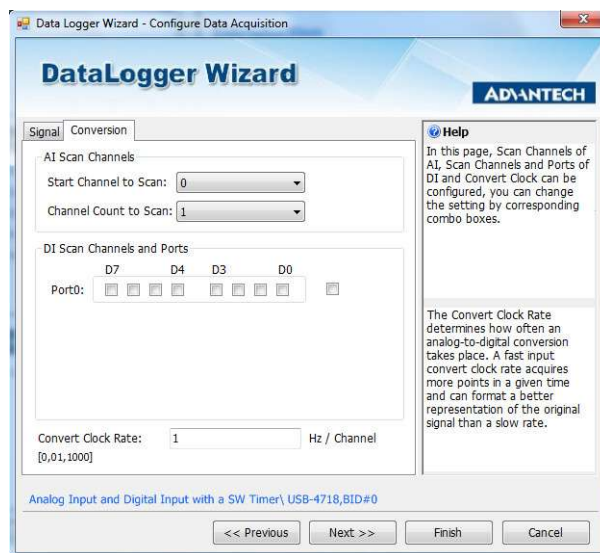 Data Logger Wizard - Configure Data Acquisition
x
DataLogger Wizard
ADVANTECH
Signal Conversion
AI Scan Channels
Start Channel to Scan: 0
Channel Count to Scan: 1
DI Scan Channels and Ports
D7 D4 D3 D0
Port0:
Convert Clock Rate: 1 Hz / Channel
[0,01,1000]
Help
In this page, Scan Channels of
AI, Scan Channels and Ports of
DI and Convert Clock can be
configured, you can change
the setting by corresponding
combo boxes.
The Convert Clock Rate
determines how often an
analog-to-digital conversion
takes place. A fast input
convert clock rate acquires
more points in a given time
and can format a better
representation of the original
signal than a slow rate.
Analog Input and Digital Input with a SW Timer\ USB-4718,BID#0
<< Previous Next >> Finish Cancel